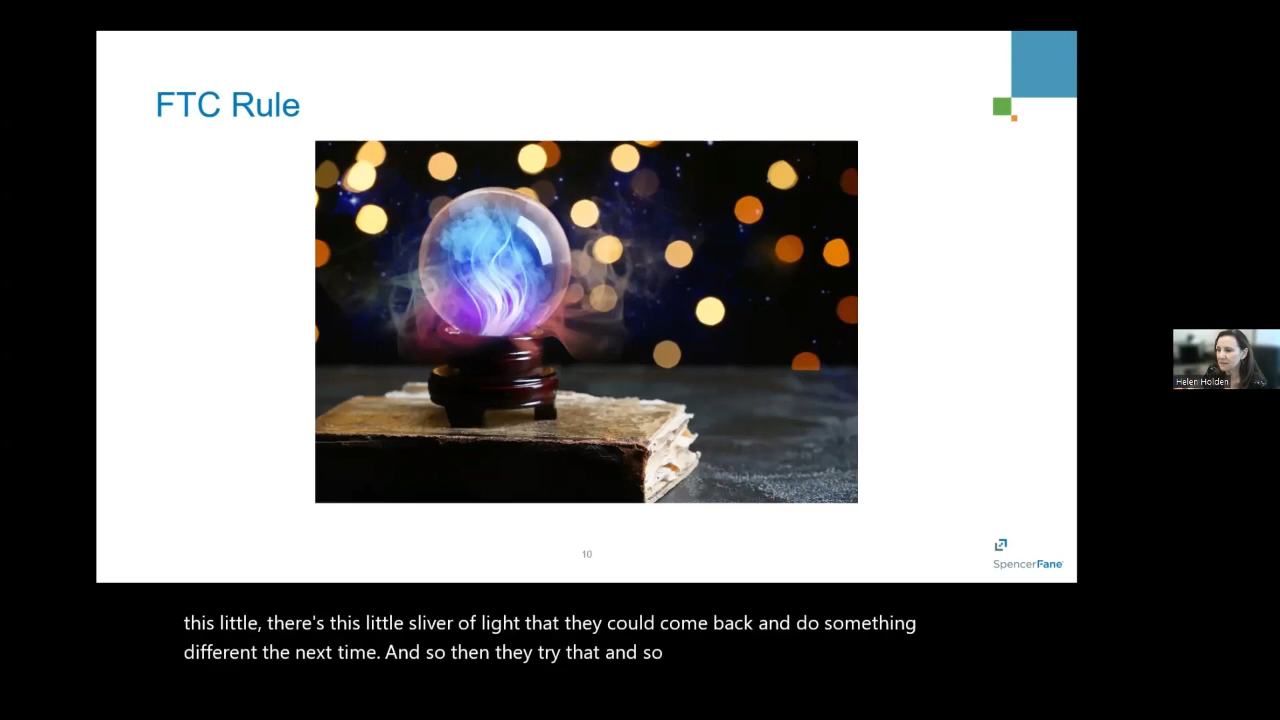 FTC Rule
Helen Holden
10
SpencerFane
this little, there's this little sliver of light that they could come back and do something
different the next time. And so then they try that and so